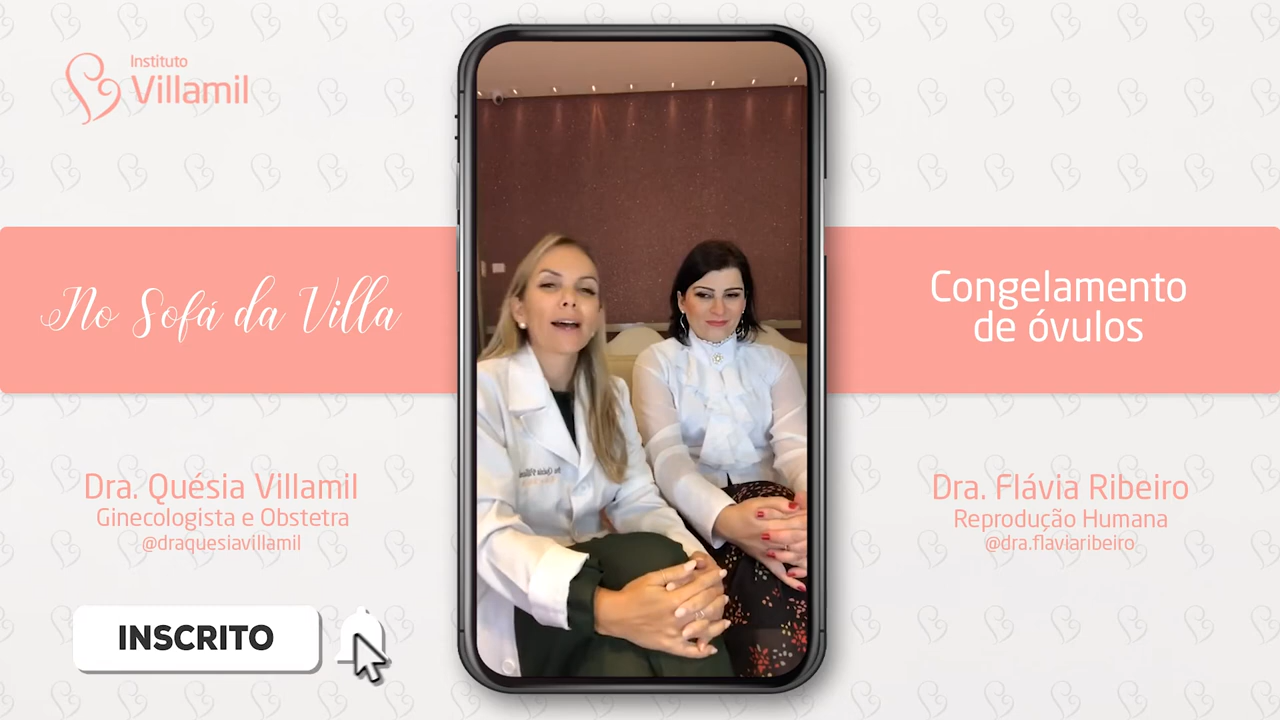 Instituto
Villamil
No Sofá da Villa
Congelamento
de óvulos
Dra. Quésia Villamil
Ginecologista e Obstetra
@draquesiavillamil
Dra. Flávia Ribeiro
Reprodução Humana
@dra.flaviaribeiro
INSCRITO